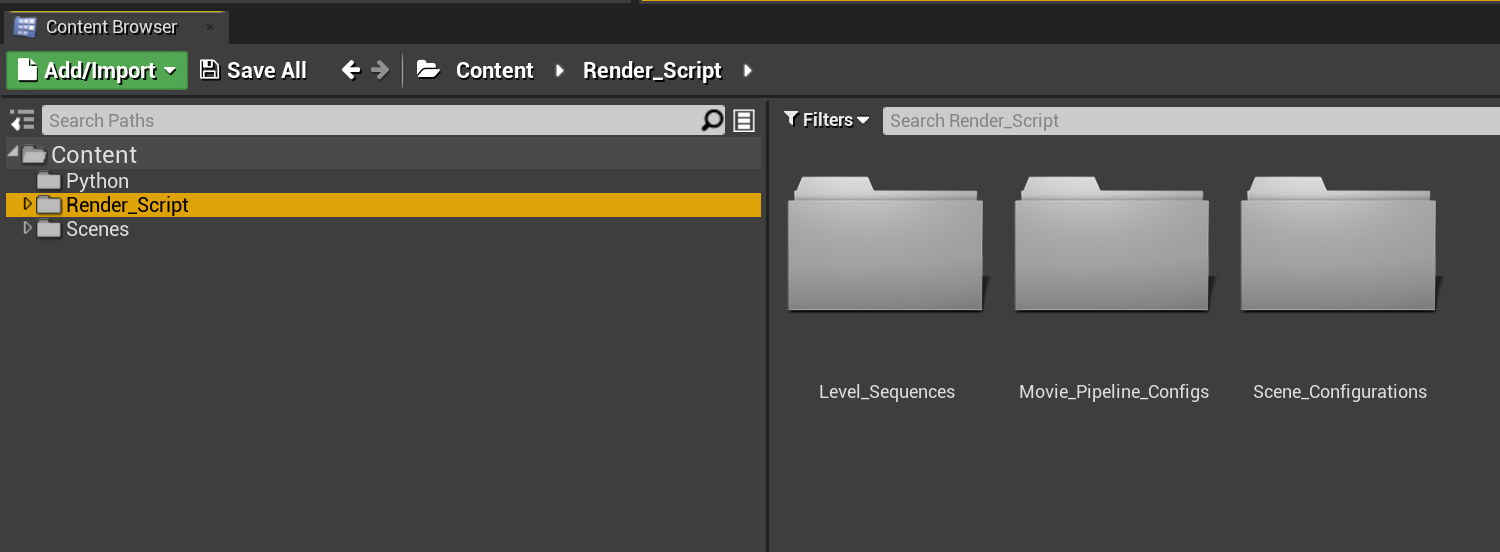 Content Browser
Add/Import Save All Content Render_Script
Search Paths
Filters Search Render_Script
Content
Python
Render_Script
Scenes
Level_Sequences Movie_Pipeline_Configs Scene_Configurations